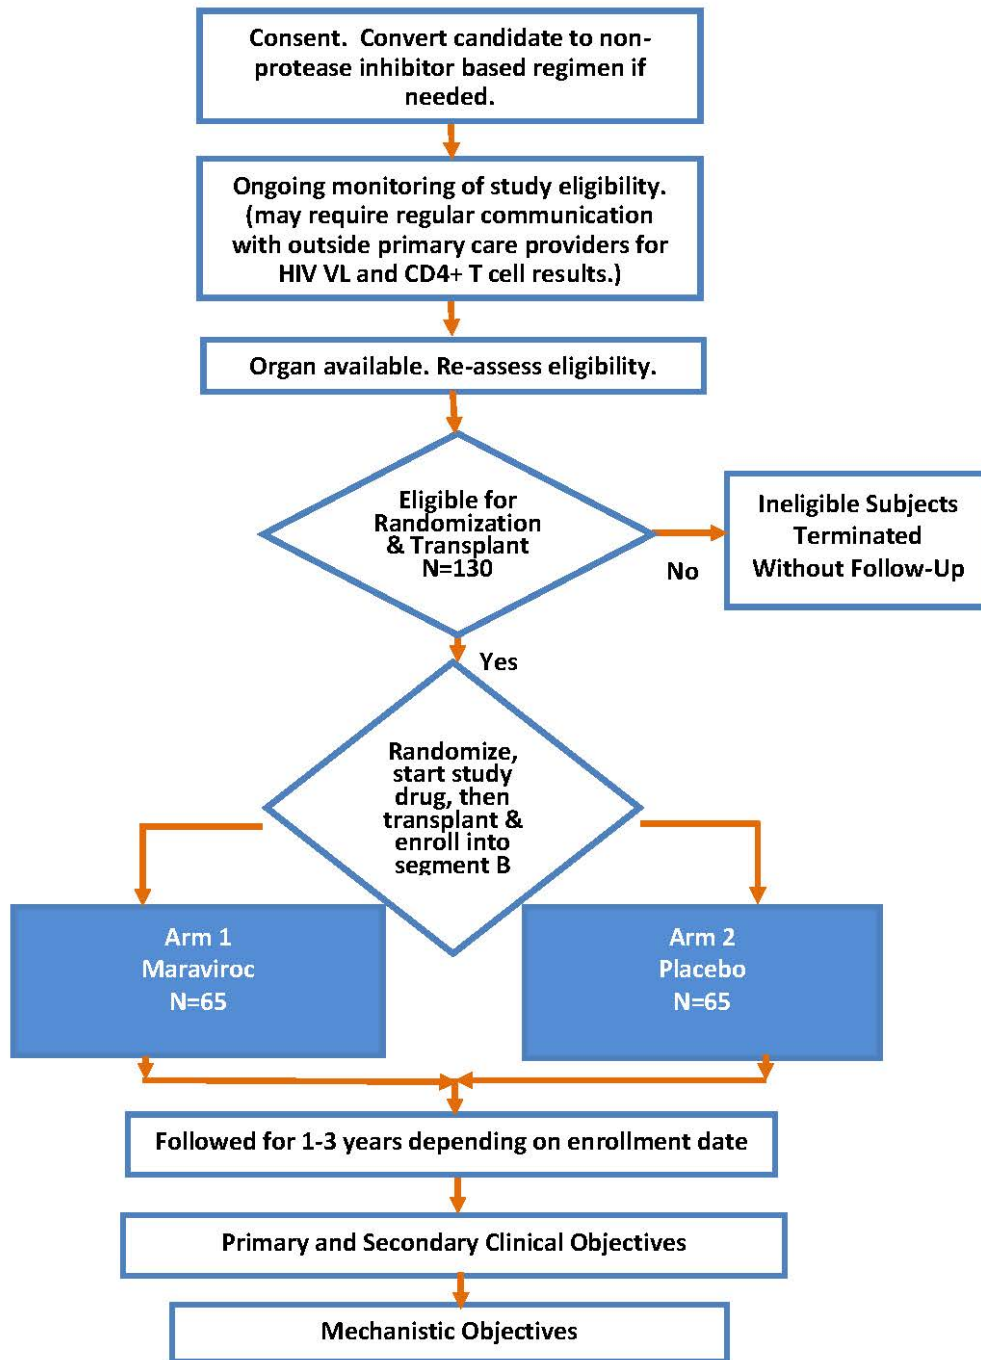 Consent.  Convert candidate to non-
protease inhibitor based regimen if
needed.
Ongoing monitoring of study eligibility.
(may require regular communication
with outside primary care providers for
HIV VL and CD4+ T cell results.)
Organ available. Re-assess eligibility.
Eligible for
Randomization
& Transplant
N=130
No
Ineligible Subjects
Terminated
Without Follow-Up
Yes
Randomize,
start study
drug, then
transplant &
enroll into
segment B
Arm 1
Maraviroc
N=65
Arm 2
Placebo
N=65
Followed for 1-3 years depending on enrollment date
Primary and Secondary Clinical Objectives
Mechanistic Objectives